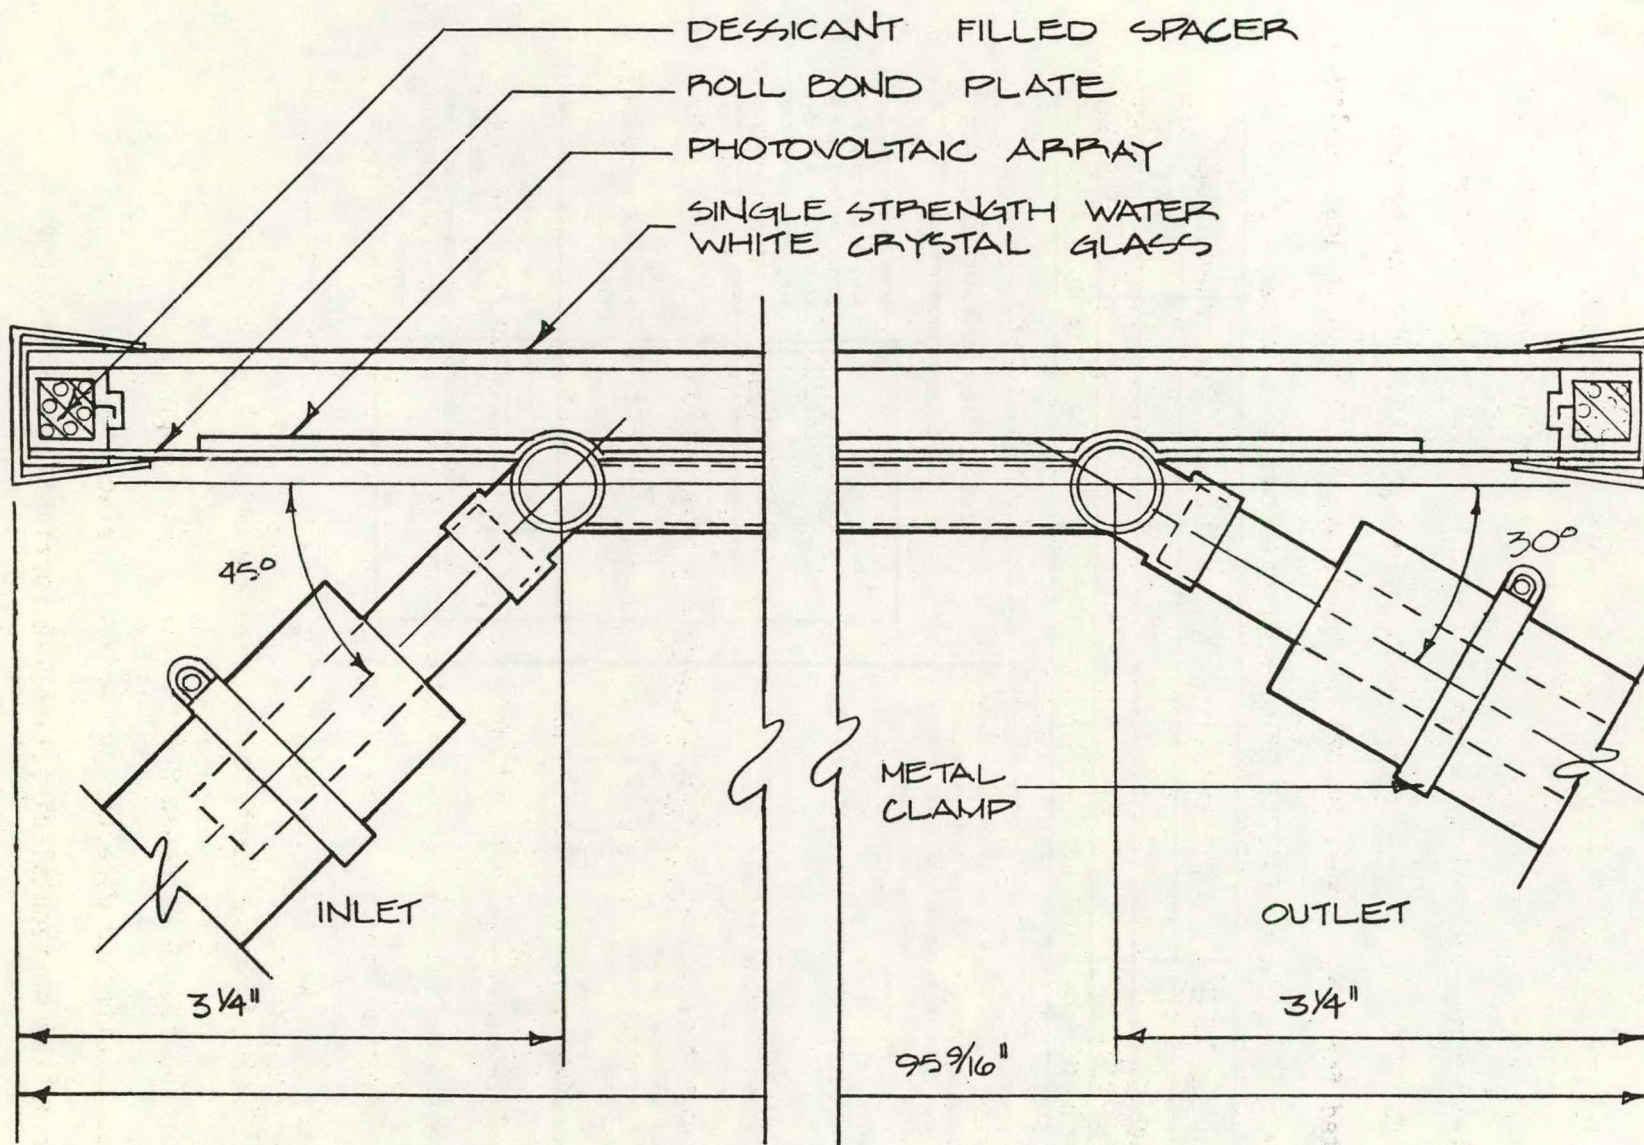 DESSICANT FILLED SPACER
ROLL BOND PLATE
PHOTOVOLTAIC ARRAY
SINGLE STRENGTH WATER
WHITE CRYSTAL GLASS
45°
30°
METAL
CLAMP
INLET
OUTLET
3 1/4"
3 1/4"
95 9/16"